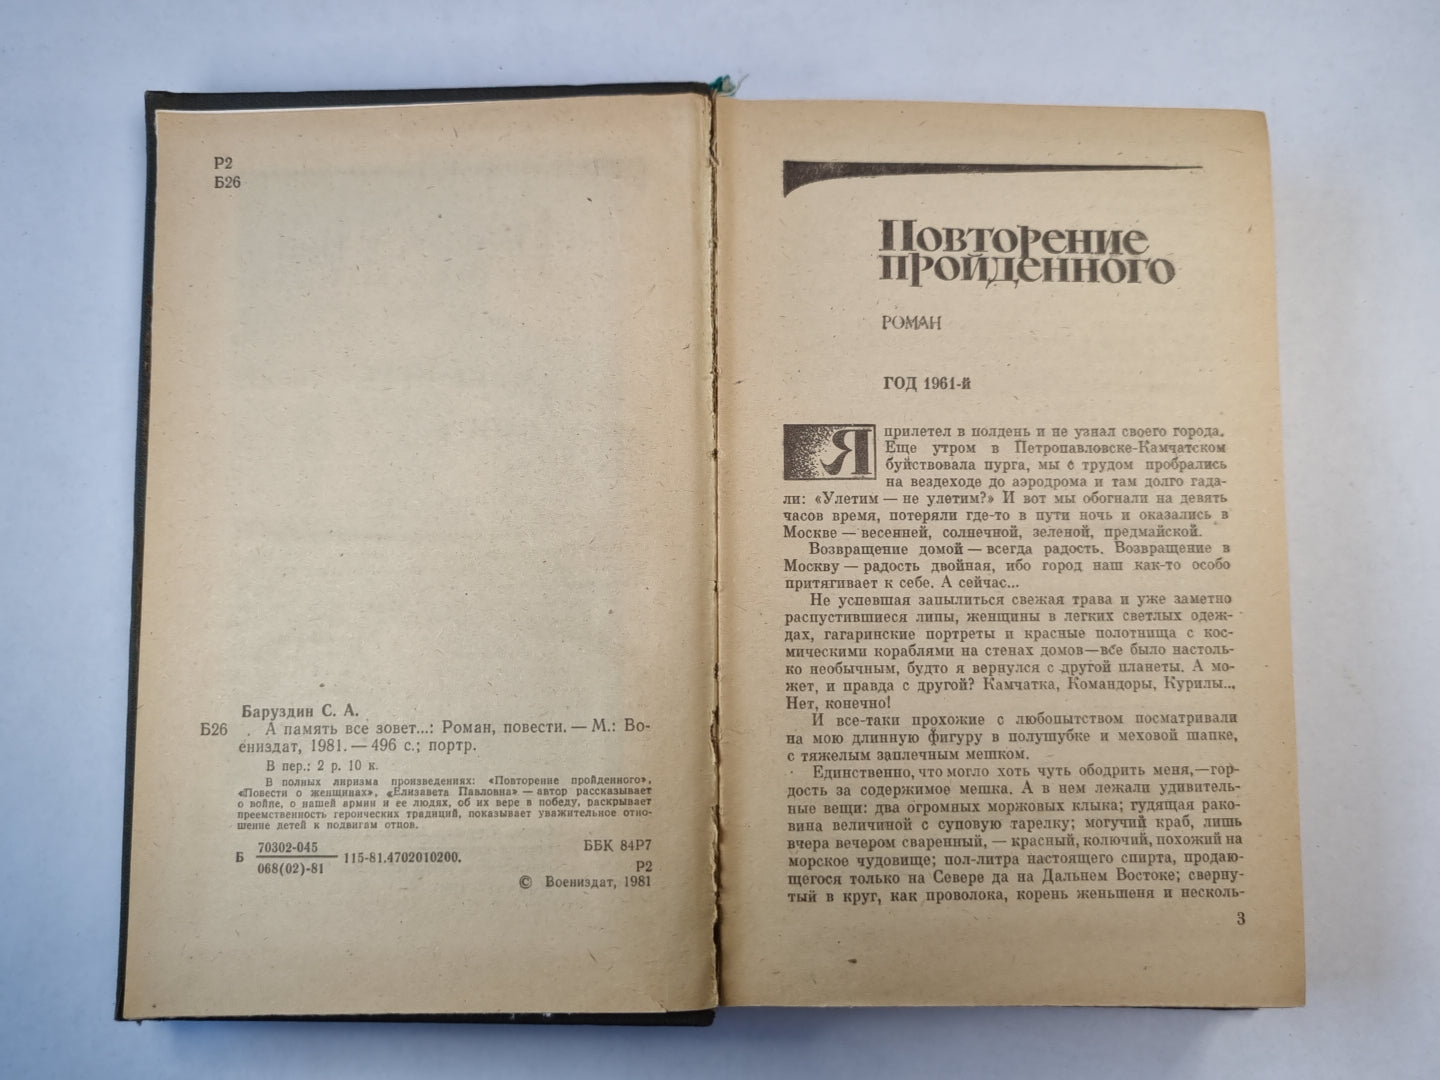 Р2
Б26
Баруздин С. А.
Б26 А память все зовет...: Роман, повести. — М.: Во-
ениздат, 1981. — 496 с.; портр.
В пер.: 2 р. 10 к.
В полных лиризма произведениях: «Повторение пройденного»,
«Повести о женщинах», «Елизавета Павловна» — автор рассказывает
о войне, о нашей армии и ее людях, об их вере в победу, раскрывает
преемственность героических традиций, показывает уважительное отно-
шение детей к подвигам отцов.
Б 70302-045
068(02)-81 115-81.4702010200.
ББК 84Р7
Р2
© Воениздат, 1981
Повторение
пройденного
РОМАН
ГОД 1961-й
Я прилетел в полдень и не узнал своего города.
Еще утром в Петропавловске-Камчатском
буйствовала пурга, мы с трудом пробрались
на вездеходе до аэродрома и там долго гада-
ли: «Улетим — не улетим?» И вот мы обогнали на девять
часов время, потеряли где-то в пути ночь и оказались в
Москве — весенней, солнечной, зеленой, предмайской.
Возвращение домой — всегда радость. Возвращение в
Москву — радость двойная, ибо город наш как-то особо
притягивает к себе. А сейчас...
Не успевшая запылиться свежая трава и уже заметно
распустившиеся липы, женщины в легких светлых одеж-
дах, гагаринские портреты и красные полотнища с кос-
мическими кораблями на стенах домов—все было настоль-
ко необычным, будто я вернулся с другой планеты. А мо-
жет, и правда с другой? Камчатка, Командоры, Курилы...
Нет, конечно!
И все-таки прохожие с любопытством посматривали
на мою длинную фигуру в полушубке и меховой шапке,
с тяжелым заплечным мешком.
Единственно, что могло хоть чуть ободрить меня,—гор-
дость за содержимое мешка. А в нем лежали удивитель-
ные вещи: два огромных моржовых клыка; гудящая рако-
вина величиной с суповую тарелку; могучий краб, лишь
вчера вечером сваренный, — красный, колючий, похожий на
морское чудовище; пол-литра настоящего спирта, продаю-
щегося только на Севере да на Дальнем Востоке; сверну-
тый в круг, как проволока, корень женьшеня и несколь-
3